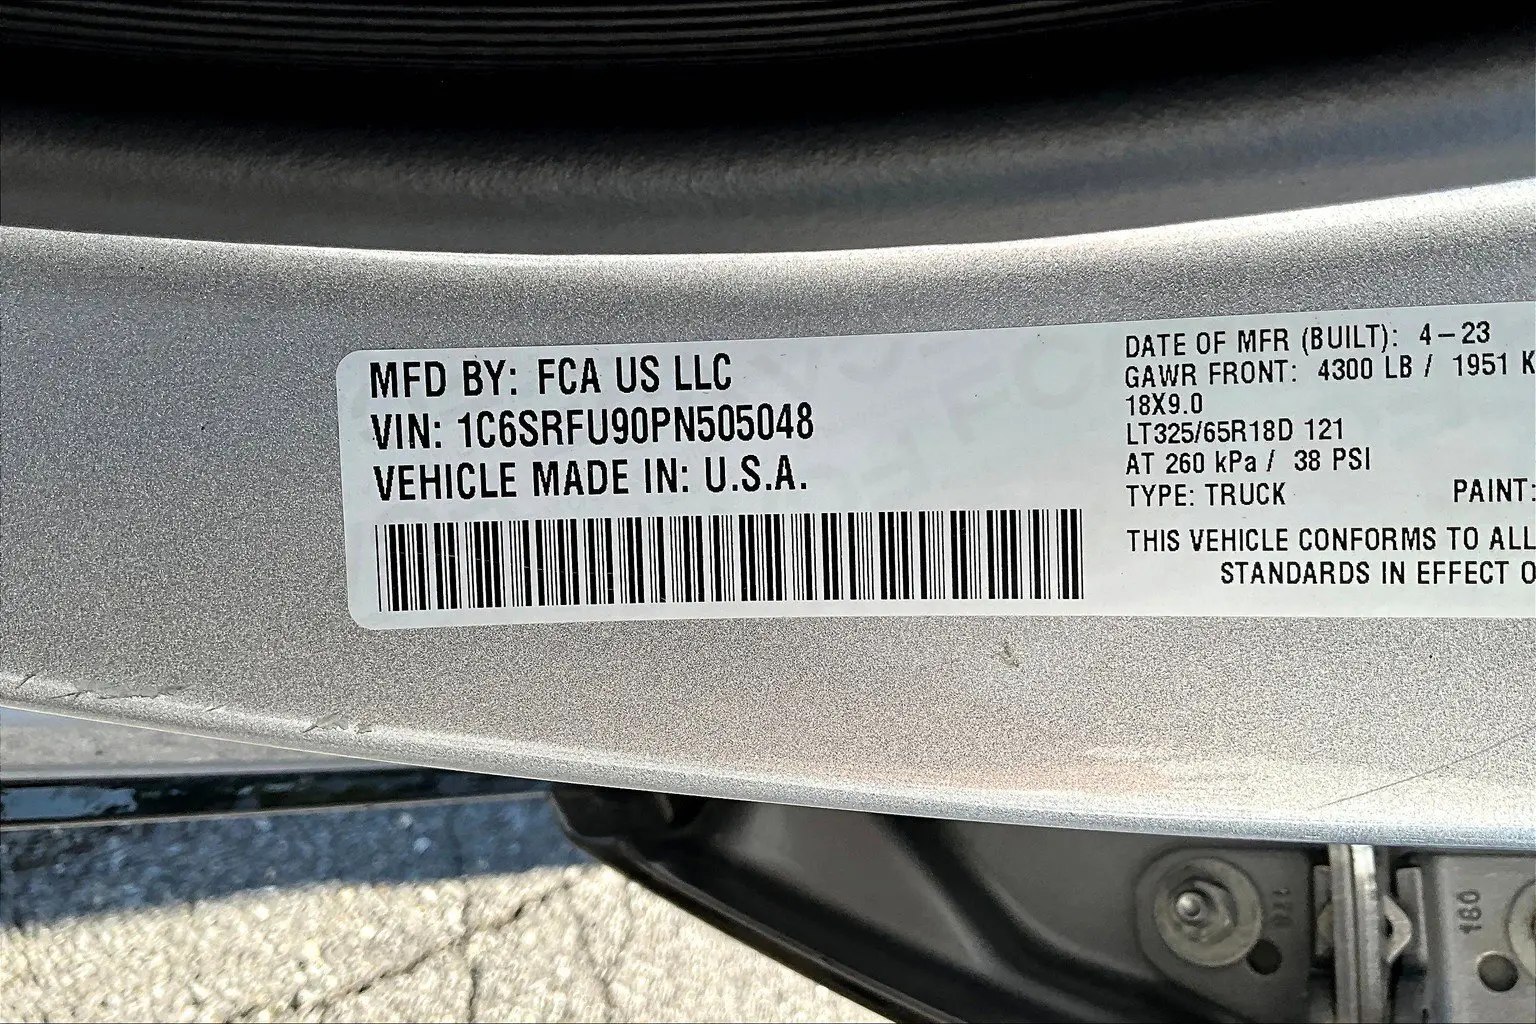 MFD BY: FCA US LLC
VIN: 1C6SRFU90PN505048
VEHICLE MADE IN: U.S.A.
DATE OF MFR (BUILT): 4-23
GAWR FRONT: 4300 LB / 1951 K
18X9.0
LT325/65R18D 121
AT 260 kPa / 38 PSI
TYPE: TRUCK PAINT:
THIS VEHICLE CONFORMS TO ALL
STANDARDS IN EFFECT O
180